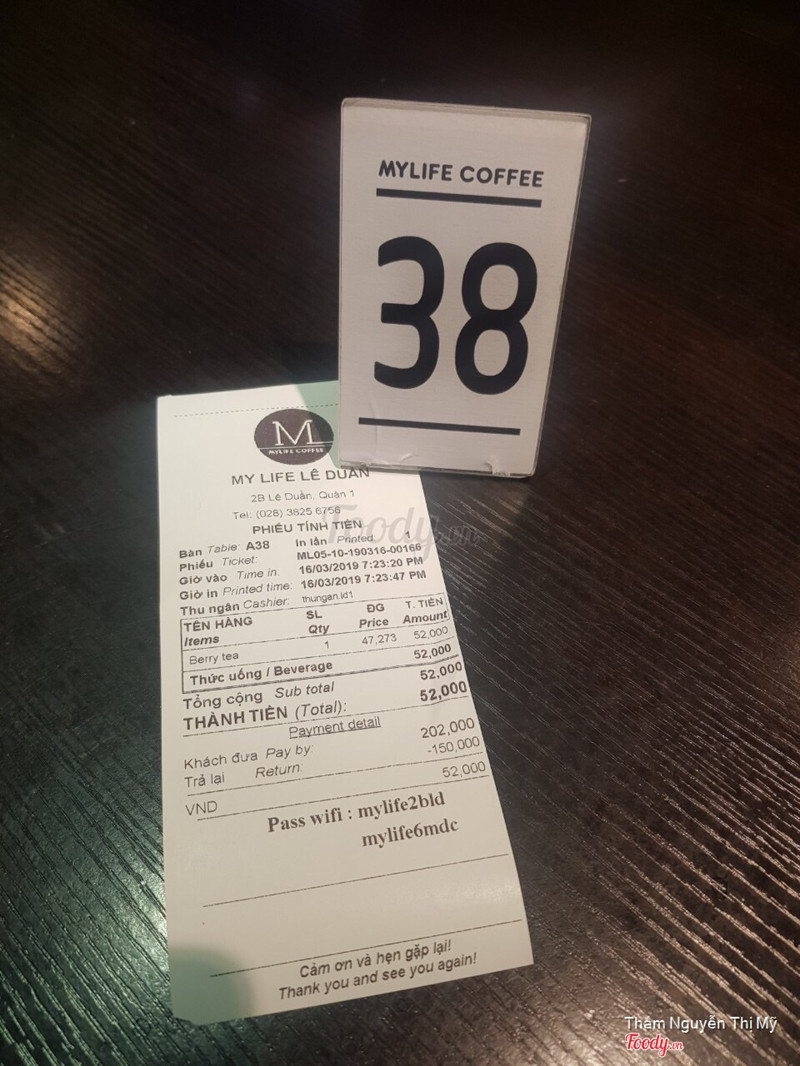 MYLIFE COFFEE
38
M
MYLIFE COFFEE
MY LIFE LÊ DUẨN
2B Lê Duẩn, Quận 1
Tel: (028) 3825 6756
PHIẾU TÍNH TIỀN
Bàn Table: A38 In lần Printed: 1
Phiếu Ticket: ML05-10-190316-00166
Giờ vào Time in: 16/03/2019 7:23:20 PM
Giờ in Printed time: 16/03/2019 7:23:47 PM
Thu ngân Cashier: thungan.ld1
TÊN HÀNG SL ĐG T. TIỀN
Items Qty Price Amount
Berry tea 1 47,273 52,000
Thức uống / Beverage 52,000
Tổng cộng Sub total 52,000
THÀNH TIỀN (Total): 52,000
Payment detail
Khách đưa Pay by: 202,000
Trả lại Return: -150,000
VND 52,000
Pass wifi : mylife2bld
mylife6mdc
Cảm ơn và hẹn gặp lại!
Thank you and see you again!
Foody.vn
Thẩm Nguyễn Thị Mỹ
Foody.vn